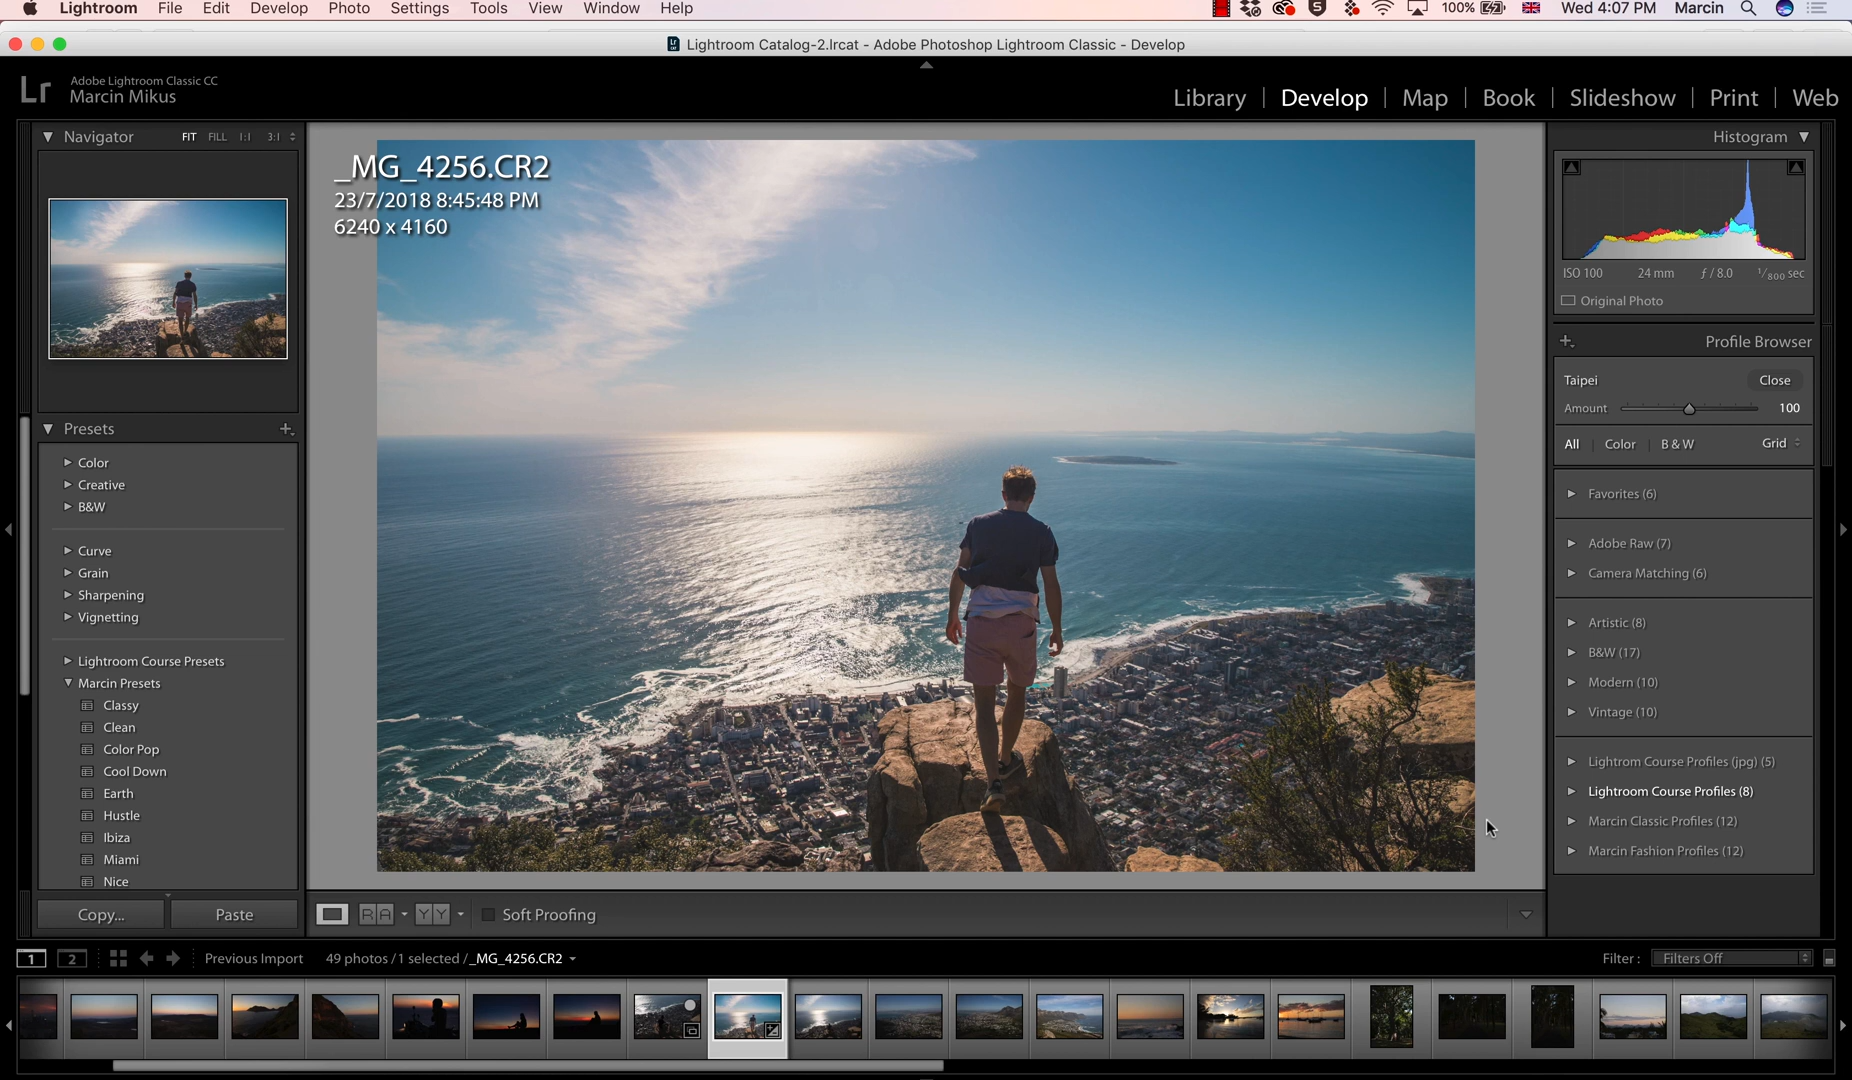 Lightroom File Edit Develop Photo Settings Tools View Window Help 100% Wed 4:07 PM Marcin
Lightroom Catalog-2.lrcat - Adobe Photoshop Lightroom Classic - Develop
Lr Adobe Lightroom Classic CC
Marcin Mikus
Library | Develop | Map | Book | Slideshow | Print | Web
Navigator FIT FILL 1:1 3:1
Presets
Color
Creative
B&W
Curve
Grain
Sharpening
Vignetting
Lightroom Course Presets
Marcin Presets
Classy
Clean
Color Pop
Cool Down
Earth
Hustle
Ibiza
Miami
Nice
Copy... Paste
_MG_4256.CR2
23/7/2018 8:45:48 PM
6240 x 4160
R A Y Y Soft Proofing
Histogram
ISO 100 24 mm ƒ / 8.0 1/800 sec
Original Photo
Profile Browser
Taipei Close
Amount 100
All | Color | B & W Grid
Favorites (6)
Adobe Raw (7)
Camera Matching (6)
Artistic (8)
B&W (17)
Modern (10)
Vintage (10)
Lightrom Course Profiles (jpg) (5)
Lightroom Course Profiles (8)
Marcin Classic Profiles (12)
Marcin Fashion Profiles (12)
1 2 Previous Import 49 photos / 1 selected / _MG_4256.CR2 Filter : Filters Off